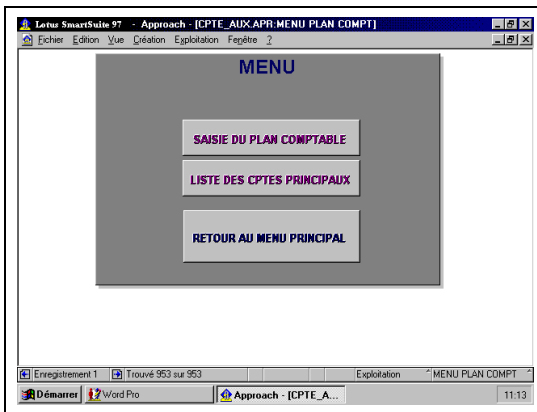 Lotus SmartSuite 97 - Approach - [CPTE_AUX.APR:MENU PLAN COMPT]
Fichier Edition Vue Création Exploitation Fenêtre ?
MENU
SAISIE DU PLAN COMPTABLE
LISTE DES CPTES PRINCIPAUX
RETOUR AU MENU PRINCIPAL
Enregistrement 1 Trouvé 953 sur 953 Exploitation MENU PLAN COMPT
Démarrer Word Pro Approach - [CPTE_A... 11:13